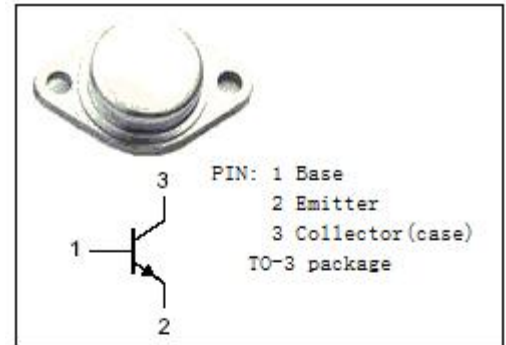 PIN: 1 Base
2 Emitter
3 Collector(case)
TO-3 package
3
1
2